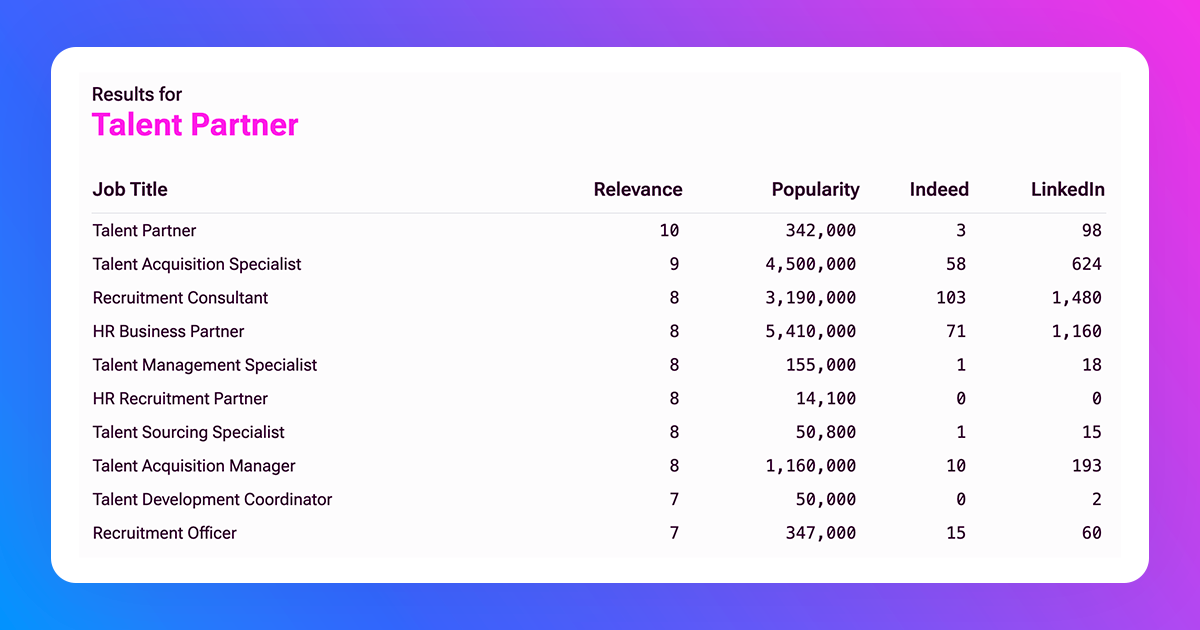 Results for
Talent Partner
Job Title Relevance Popularity Indeed LinkedIn
Talent Partner 10 342,000 3 98
Talent Acquisition Specialist 9 4,500,000 58 624
Recruitment Consultant 8 3,190,000 103 1,480
HR Business Partner 8 5,410,000 71 1,160
Talent Management Specialist 8 155,000 1 18
HR Recruitment Partner 8 14,100 0 0
Talent Sourcing Specialist 8 50,800 1 15
Talent Acquisition Manager 8 1,160,000 10 193
Talent Development Coordinator 7 50,000 0 2
Recruitment Officer 7 347,000 15 60